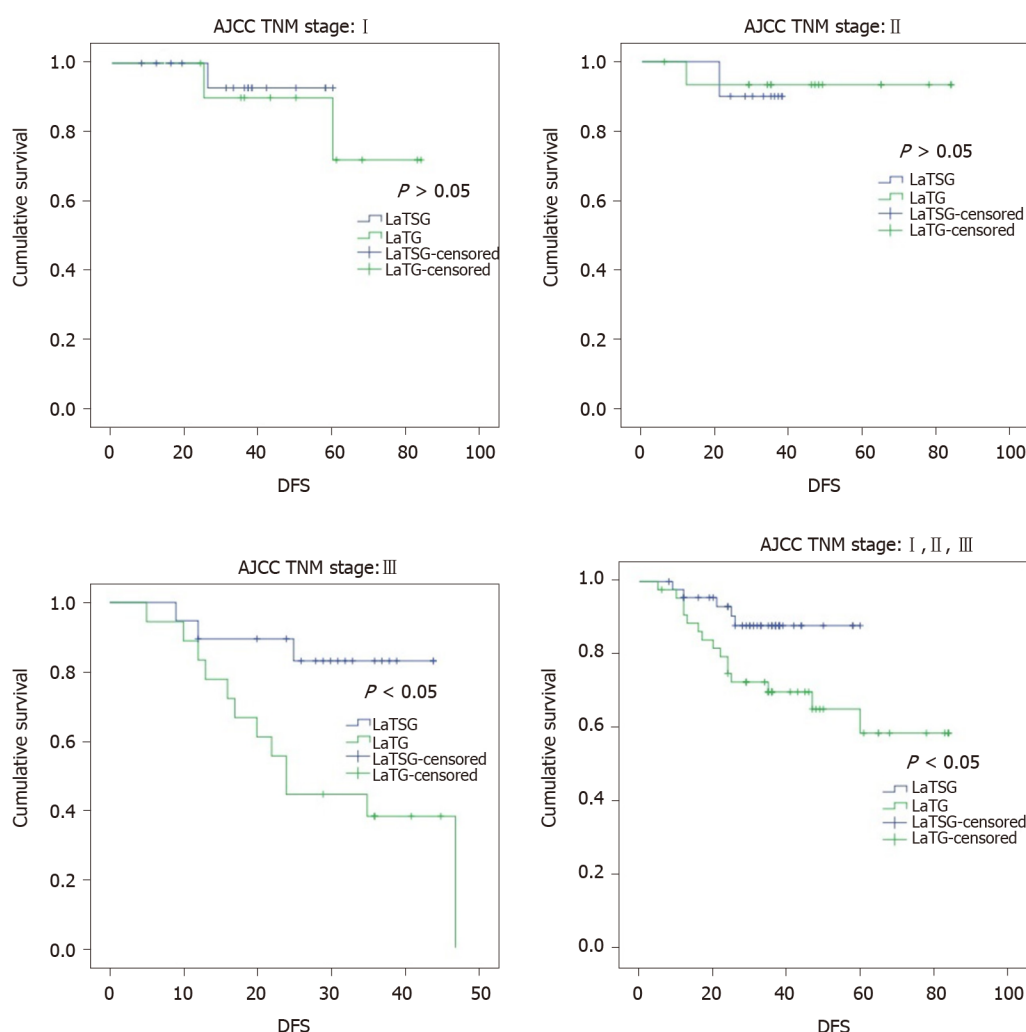 AJCC TNM stage: Ⅰ
1.0
0.8
0.6
0.4
0.2
0.0
Cumulative survival
P > 0.05
LaTSG
LaTG
LaTSG-censored
LaTG-censored
0 20 40 60 80 100
DFS
AJCC TNM stage: Ⅱ
1.0
0.8
0.6
0.4
0.2
0.0
Cumulative survival
P > 0.05
LaTSG
LaTG
LaTSG-censored
LaTG-censored
0 20 40 60 80 100
DFS
AJCC TNM stage: Ⅲ
1.0
0.8
0.6
0.4
0.2
0.0
Cumulative survival
P < 0.05
LaTSG
LaTG
LaTSG-censored
LaTG-censored
0 10 20 30 40 50
DFS
AJCC TNM stage: Ⅰ, Ⅱ, Ⅲ
1.0
0.8
0.6
0.4
0.2
0.0
Cumulative survival
P < 0.05
LaTSG
LaTG
LaTSG-censored
LaTG-censored
0 20 40 60 80 100
DFS